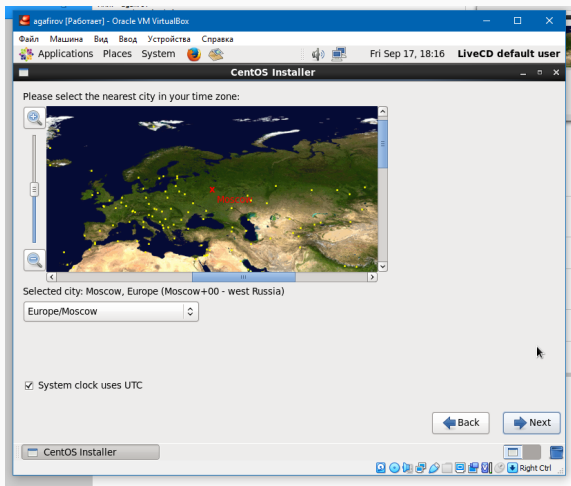 agafirov [Работает] - Oracle VM VirtualBox
Файл Машина Вид Ввод Устройства Справка
Applications Places System Fri Sep 17, 18:16 LiveCD default user
CentOS Installer
Please select the nearest city in your time zone:
Moscow
Selected city: Moscow, Europe (Moscow+00 - west Russia)
Europe/Moscow
System clock uses UTC
Back Next
CentOS Installer
Right Ctrl